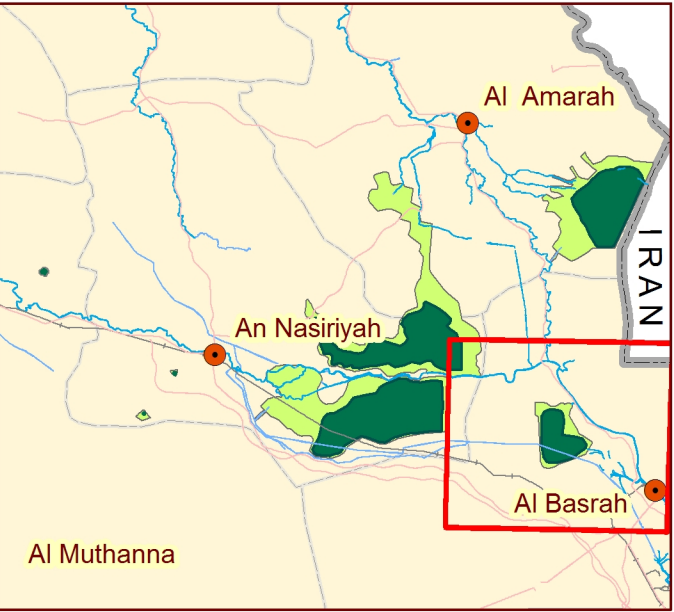 Al  Amarah
IRAN
An Nasiriyah
Al Basrah
Al Muthanna